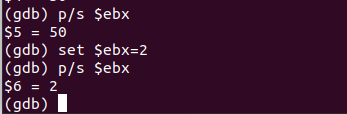 (gdb) p/s $ebx
$5 = 50
(gdb) set $ebx=2
(gdb) p/s $ebx
$6 = 2
(gdb)